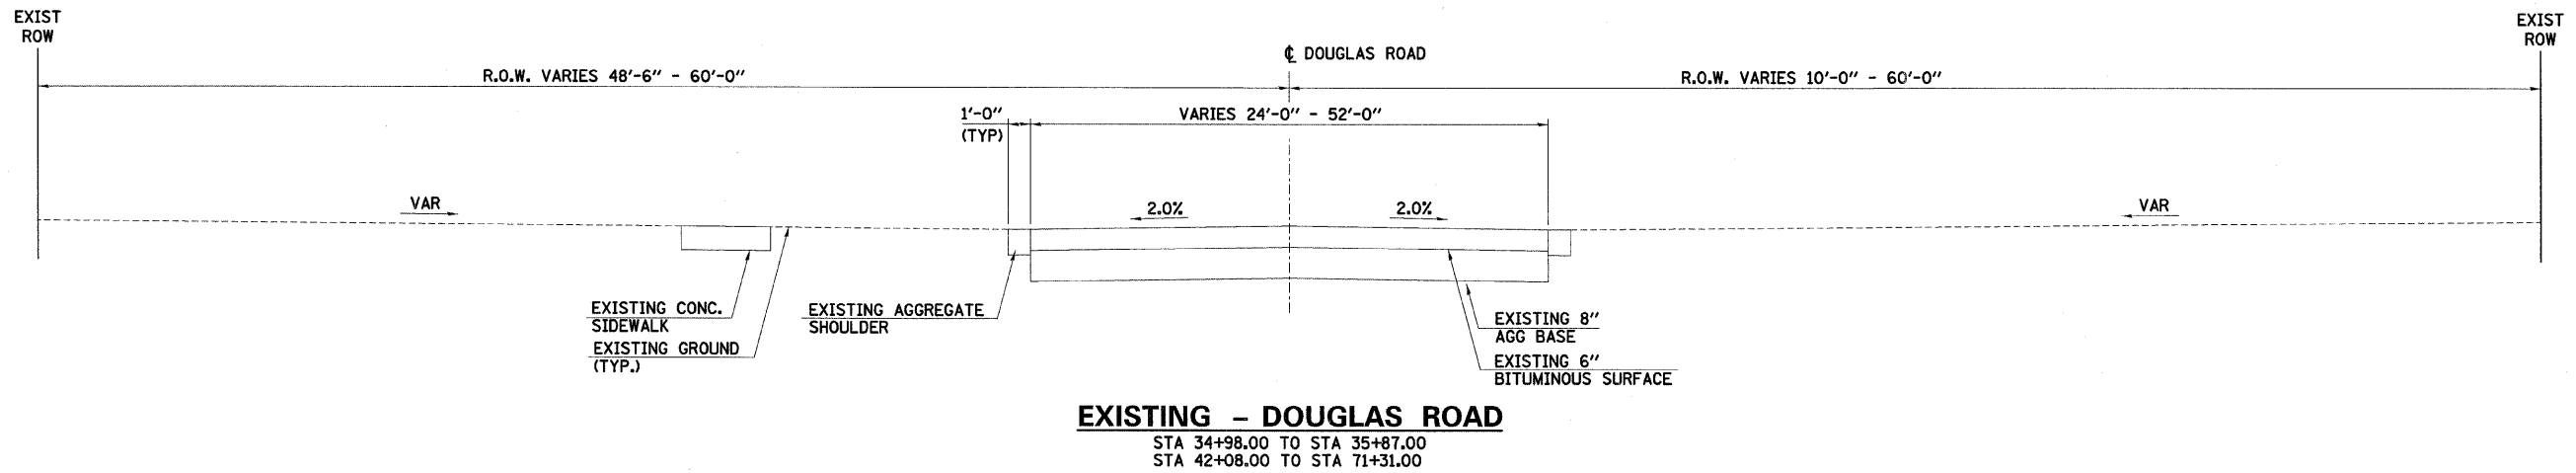 EXIST
ROW
EXIST
ROW
℄ DOUGLAS ROAD
R.O.W. VARIES 48'-6" - 60'-0"
R.O.W. VARIES 10'-0" - 60'-0"
1'-0"
(TYP)
VARIES 24'-0" - 52'-0"
VAR
2.0%
2.0%
VAR
EXISTING CONC.
SIDEWALK
EXISTING GROUND
(TYP.)
EXISTING AGGREGATE
SHOULDER
EXISTING 8"
AGG BASE
EXISTING 6"
BITUMINOUS SURFACE
EXISTING - DOUGLAS ROAD
STA 34+98.00 TO STA 35+87.00
STA 42+08.00 TO STA 71+31.00